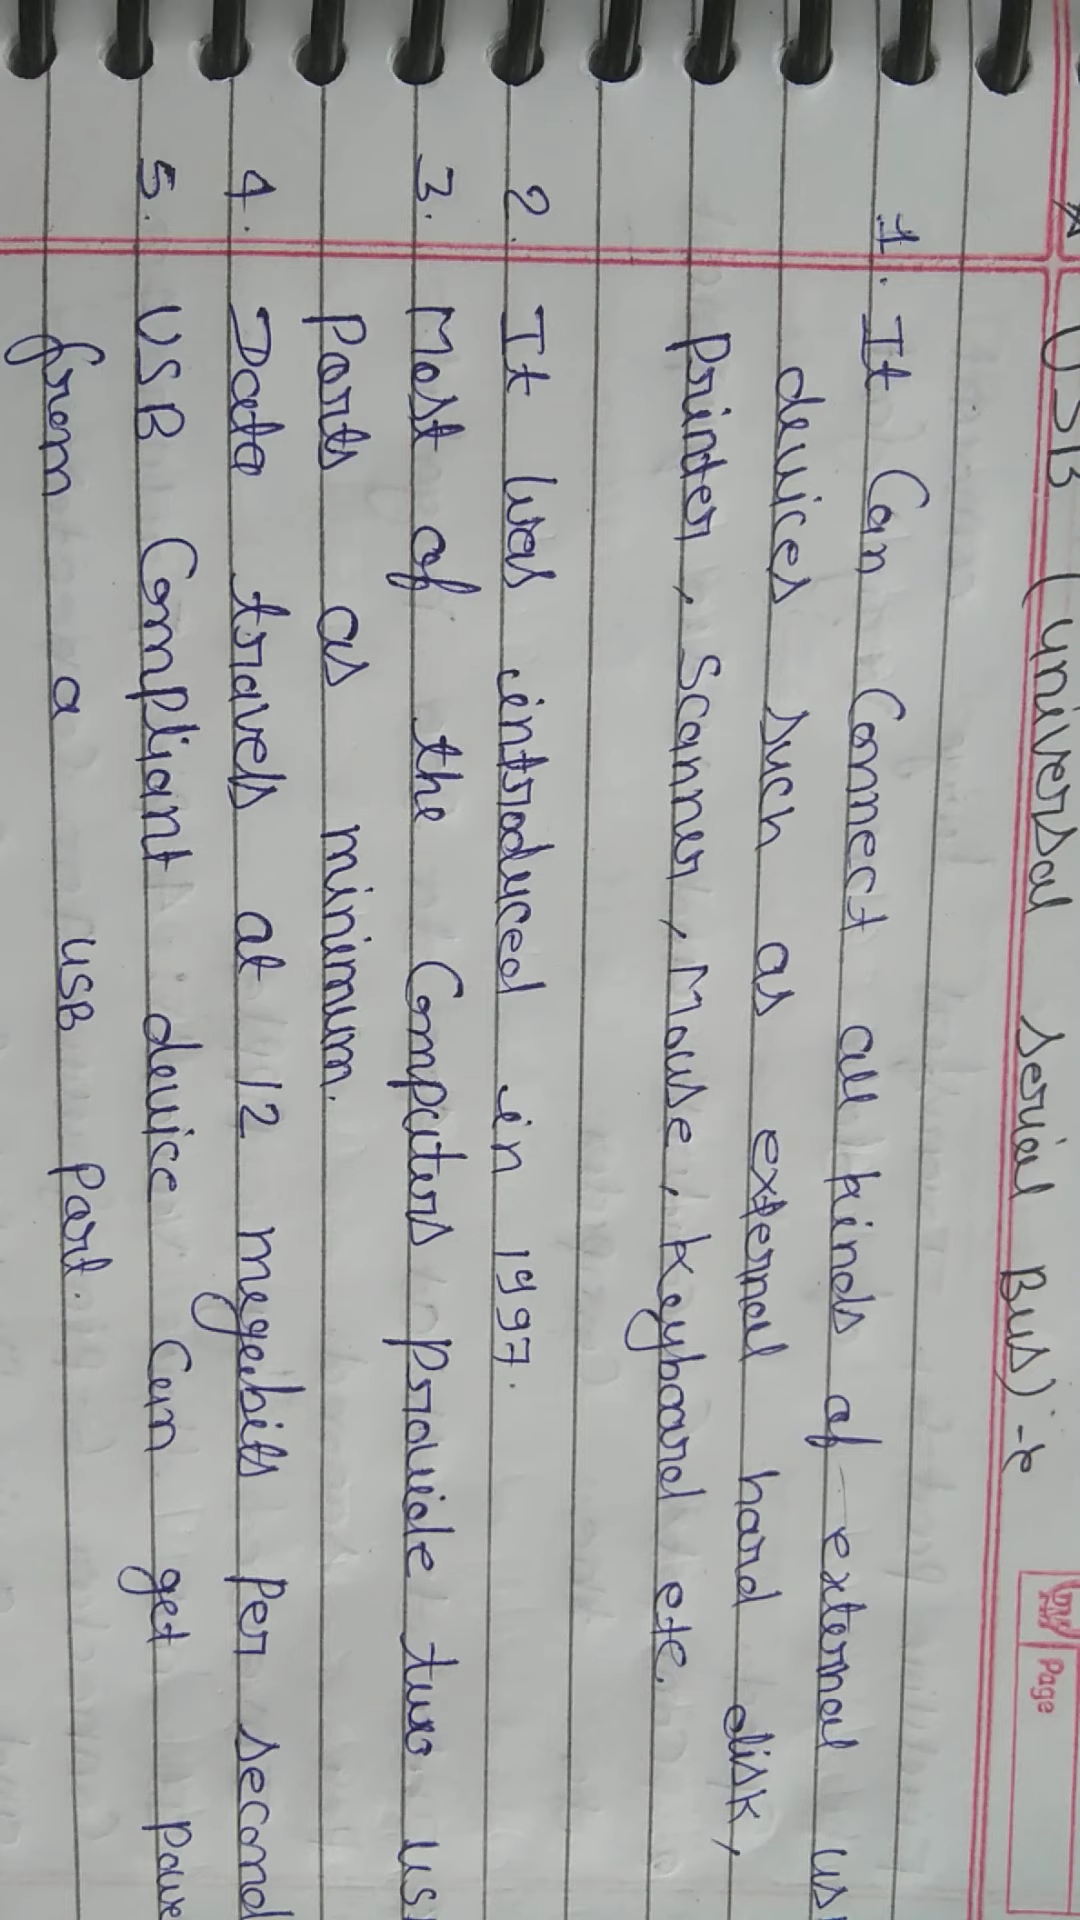 USB (Universal Serial Bus) :-
Page
1. It Can Connect all kinds of external US
devices such as external hard disk,
Printer, Scanner, Mouse, Keyboard etc.
2. It was introduced in 1997.
3. Most of the Computers Provide two US
Ports as minimum.
4. Data travels at 12 megabits Per second
5. USB Compliant device Can get Powe
from a USB Port.